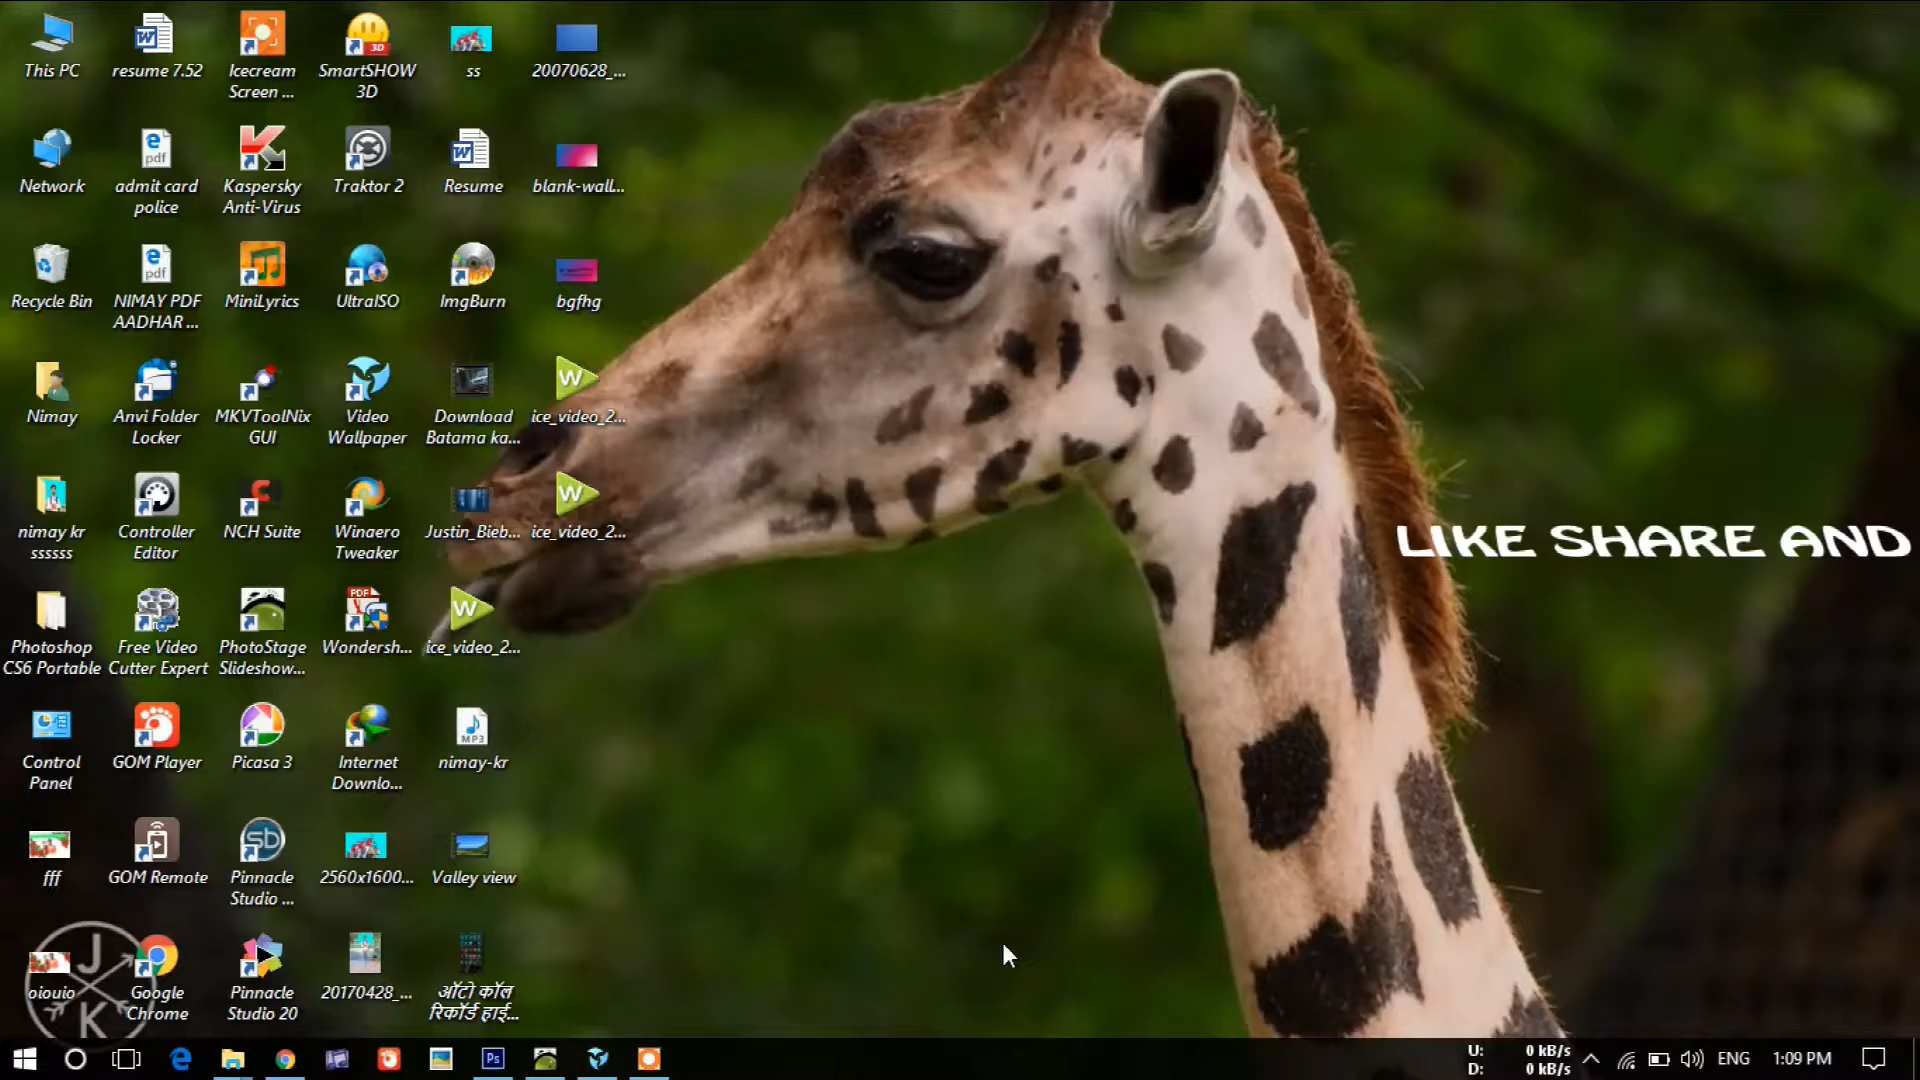 This PC
resume 7.52
Icecream
Screen ...
SmartSHOW
3D
ss
20070628_...
Network
admit card
police
Kaspersky
Anti-Virus
Traktor 2
Resume
blank-wall...
Recycle Bin
NIMAY PDF
AADHAR ...
MiniLyrics
UltraISO
ImgBurn
bgfhg
Nimay
Anvi Folder
Locker
MKVToolNix
GUI
Video
Wallpaper
Download
Batama ka...
ice_video_2...
nimay kr
ssssss
Controller
Editor
NCH Suite
Winaero
Tweaker
Justin_Bieb...
ice_video_2...
LIKE SHARE AND
Photoshop
CS6 Portable
Free Video
Cutter Expert
PhotoStage
Slideshow...
Wondersh...
ice_video_2...
Control
Panel
GOM Player
Picasa 3
Internet
Downlo...
nimay-kr
fff
GOM Remote
Pinnacle
Studio ...
2560x1600...
Valley view
oiouio
Google
Chrome
Pinnacle
Studio 20
20170428_...
ऑटो कॉल
रिकॉर्ड हाई...
J
K
U: 0 kB/s
D: 0 kB/s
ENG
1:09 PM